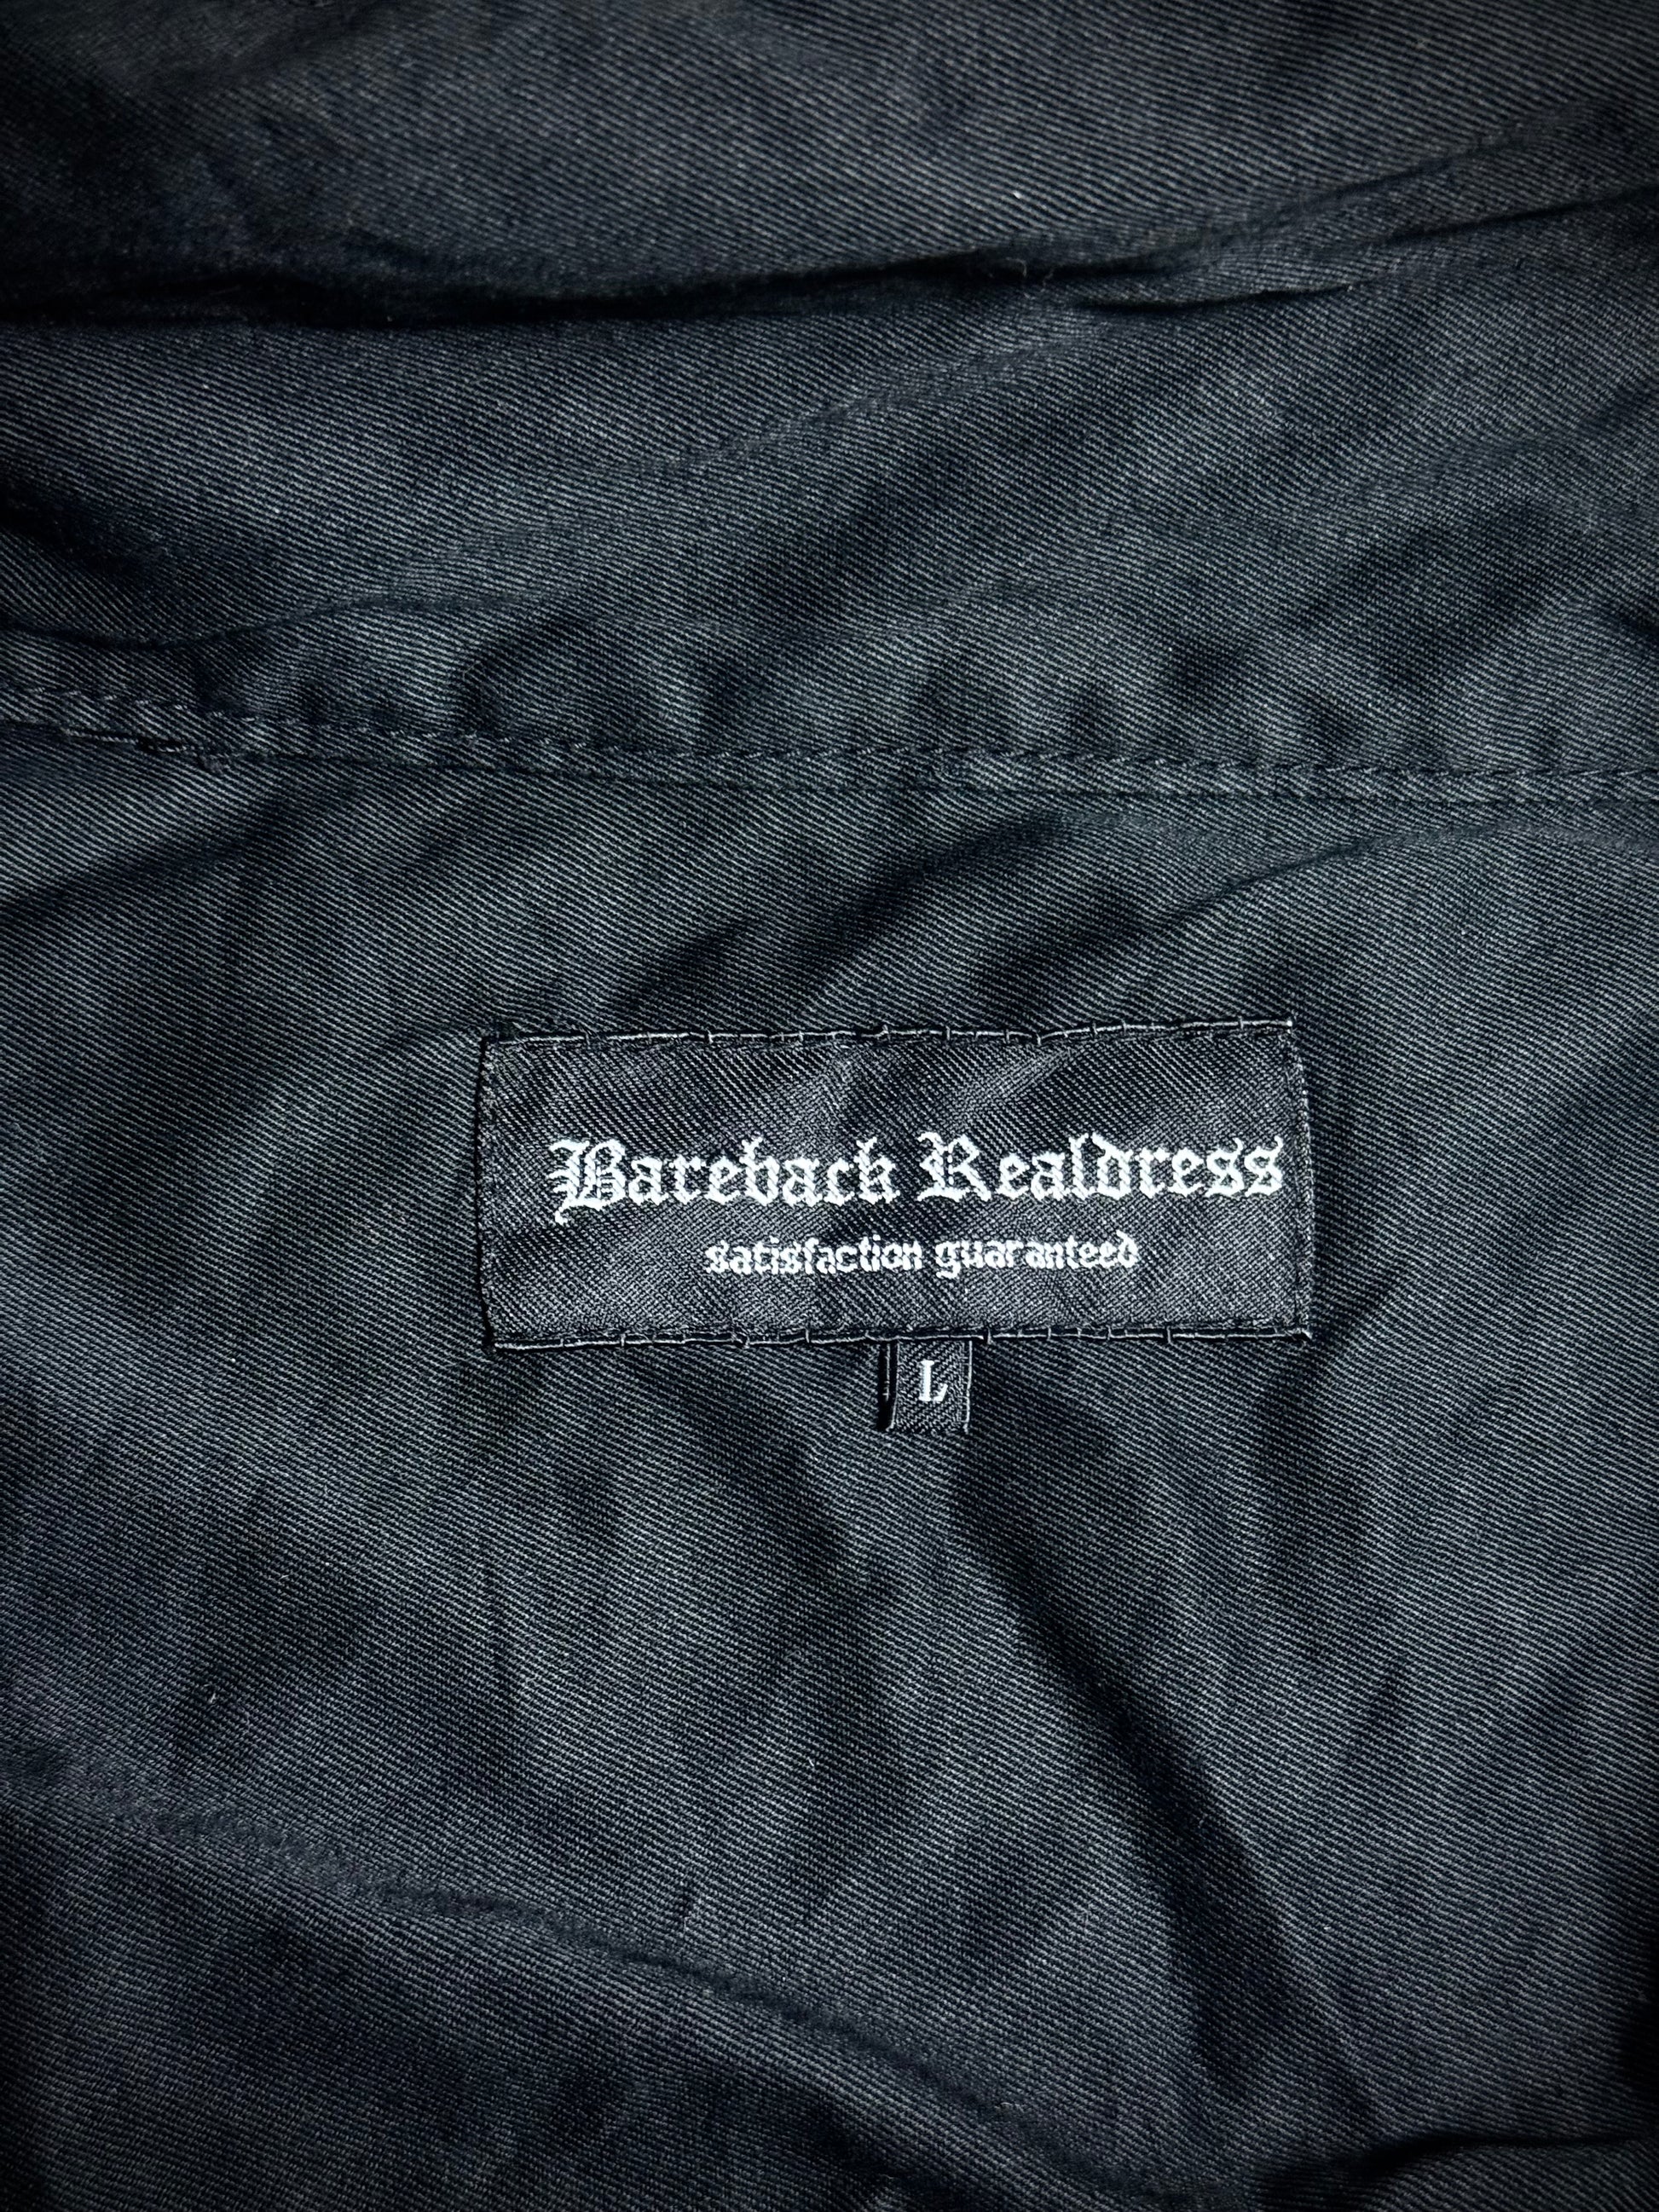 Bareback Realdress
satisfaction guaranteed
L